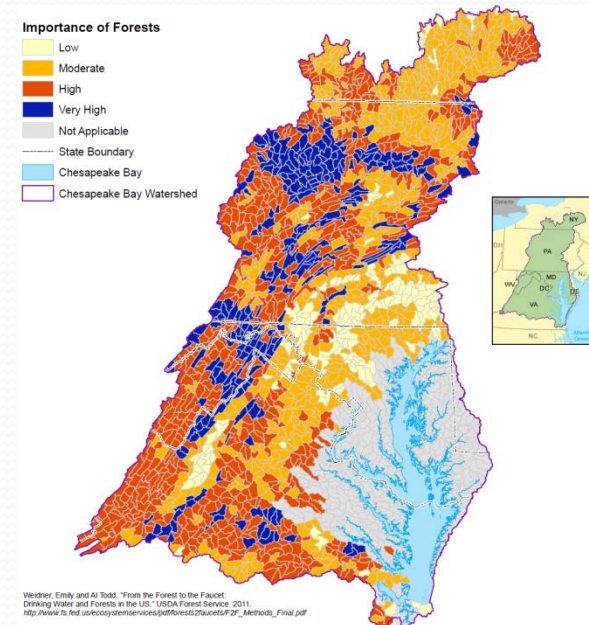 Importance of Forests
Low
Moderate
High
Very High
Not Applicable
State Boundary
Chesapeake Bay
Chesapeake Bay Watershed
Ontario
NY
OH
PA
NJ
MD
WV
DC
DE
VA
NC
Atlantic
Ocean
Weidner, Emily and Al Todd. "From the Forest to the Faucet:
Drinking Water and Forests in the US." USDA Forest Service. 2011.
http://www.fs.fed.us/ecosystemservices/pdf/forests2faucets/F2F_Methods_Final.pdf